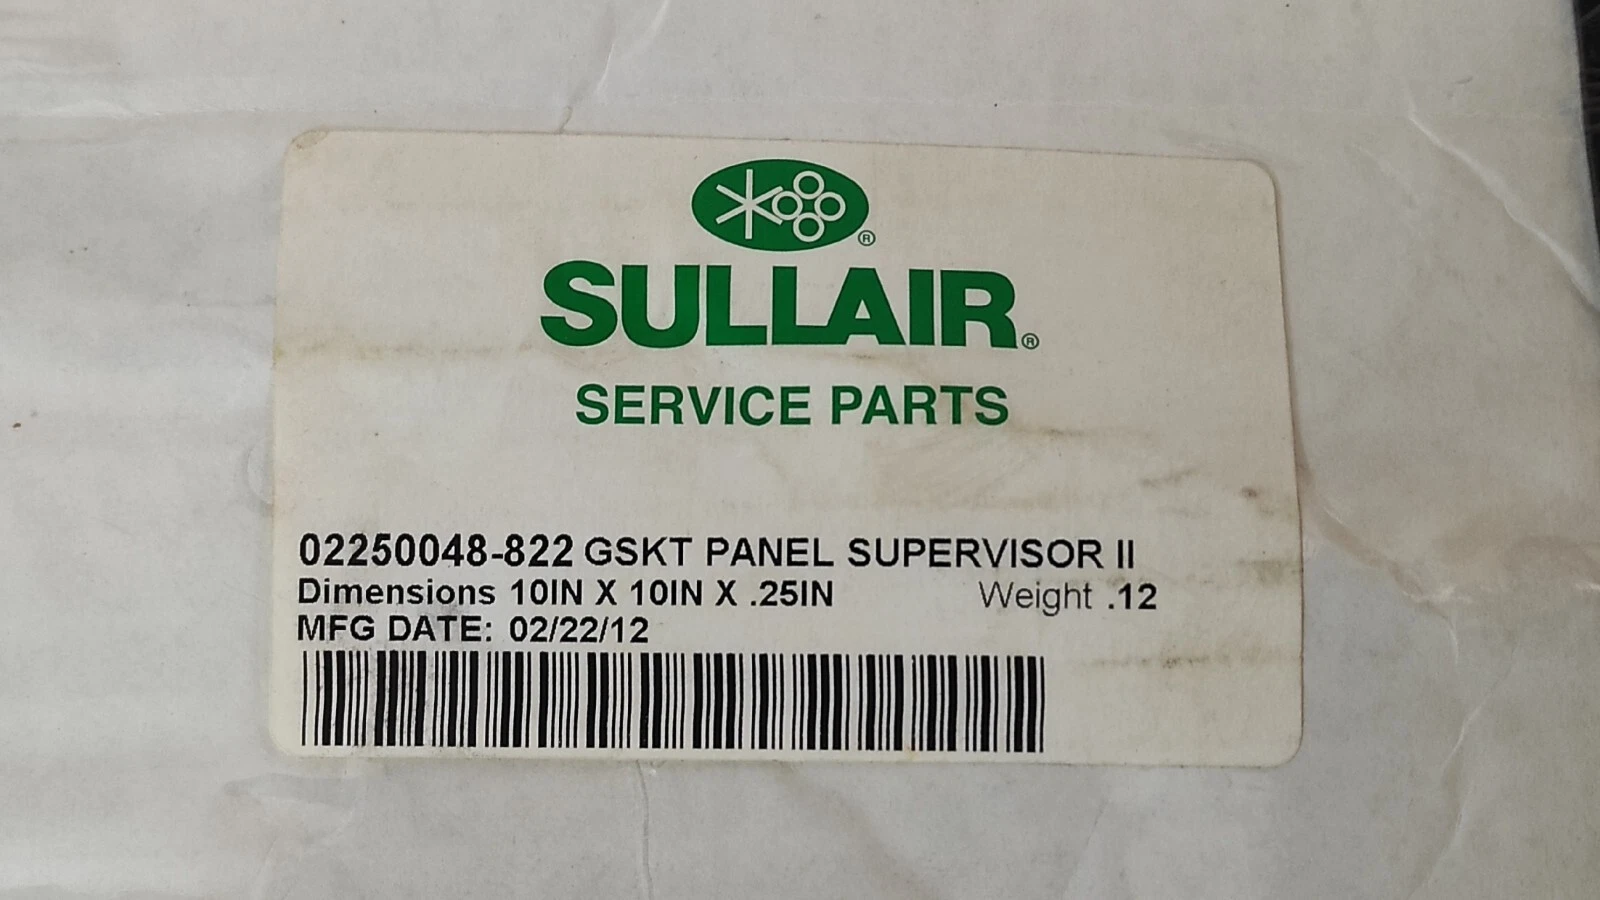 ®
SULLAIR®
SERVICE PARTS
02250048-822 GSKT PANEL SUPERVISOR II
Dimensions 10IN X 10IN X .25IN Weight .12
MFG DATE: 02/22/12